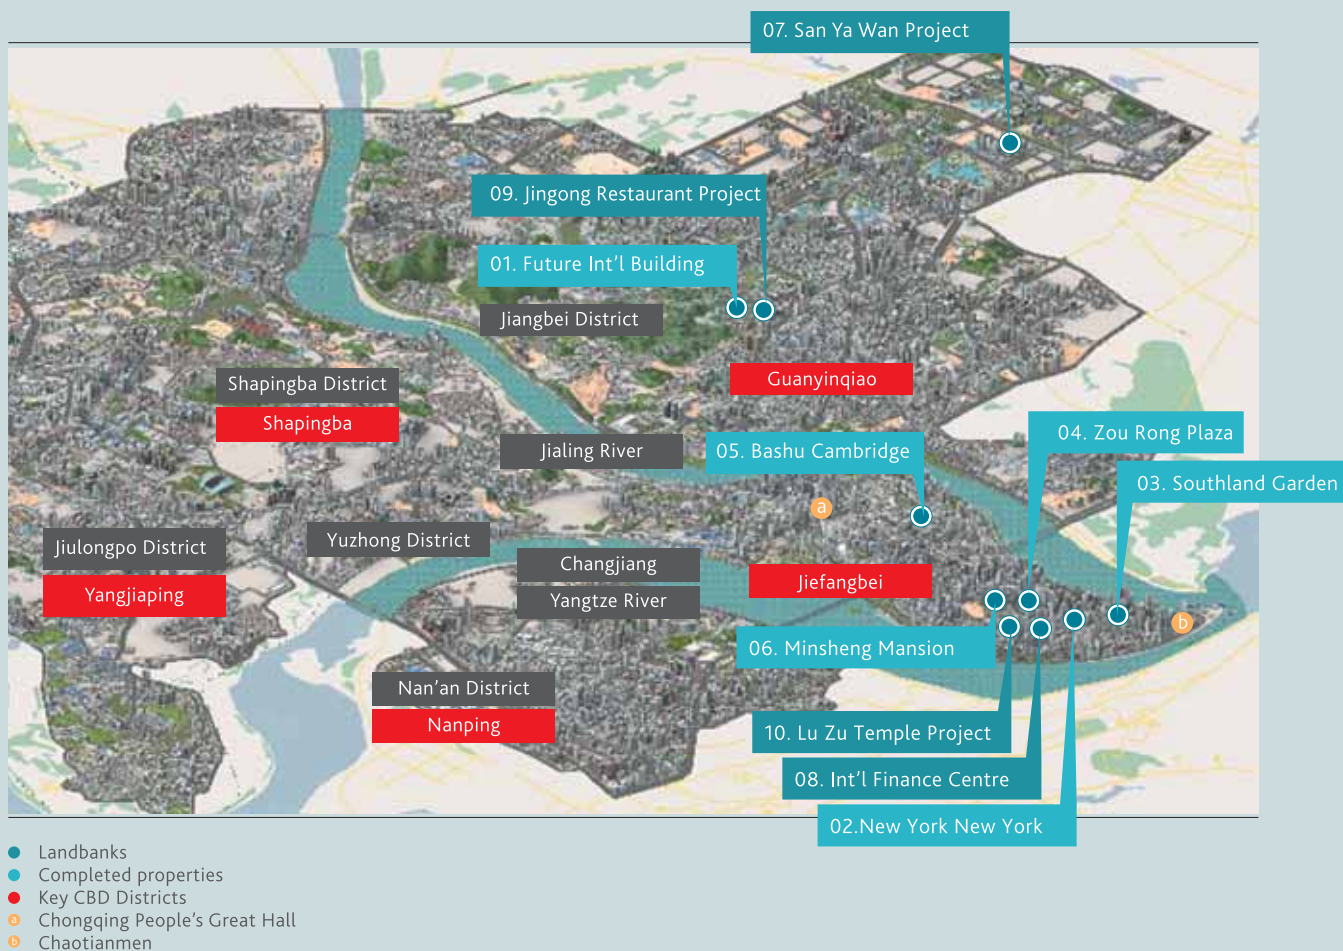 07. San Ya Wan Project
09. Jingong Restaurant Project
01. Future Int'l Building
Jiangbei District
Shapingba District
Shapingba
Guanyinqiao
04. Zou Rong Plaza
Jialing River
05. Bashu Cambridge
03. Southland Garden
a
Jiulongpo District
Yangjiaping
Yuzhong District
Changjiang
Yangtze River
Jiefangbei
b
06. Minsheng Mansion
Nan'an District
Nanping
10. Lu Zu Temple Project
08. Int'l Finance Centre
02.New York New York
Landbanks
Completed properties
Key CBD Districts
a Chongqing People's Great Hall
b Chaotianmen